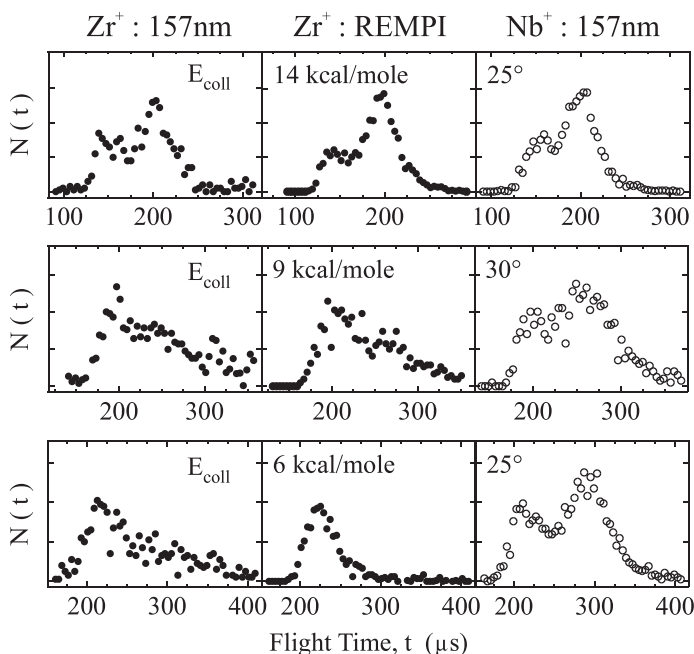 Zr⁺ : 157nm Zr⁺ : REMPI Nb⁺ : 157nm
N ( t )
E_coll 14 kcal/mole 25°
100 200 300 200 100 200 300
N ( t )
E_coll 9 kcal/mole 30°
200 300 200 300 200 300
N ( t )
E_coll 6 kcal/mole 25°
200 300 400 200 300 400 200 300 400
Flight Time, t (μs)